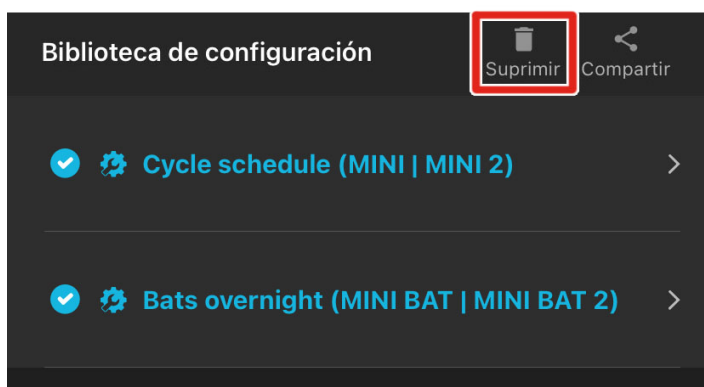 Biblioteca de configuración
Suprimir
Compartir
Cycle schedule (MINI | MINI 2)
Bats overnight (MINI BAT | MINI BAT 2)